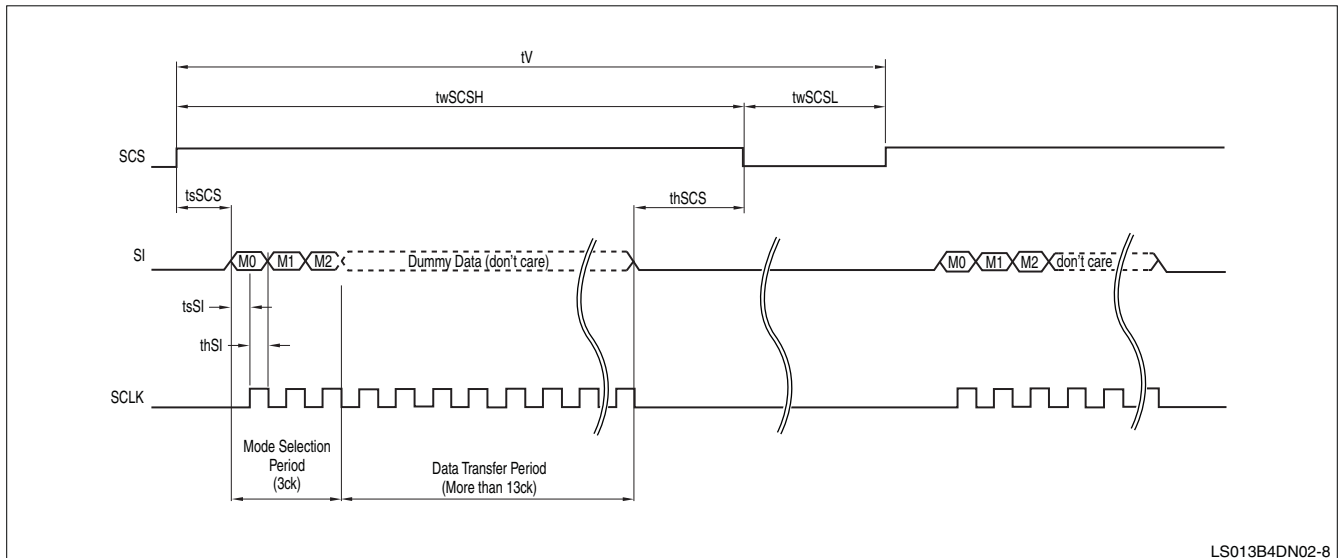 tV
twSCSH
twSCSL
SCS
tsSCS
thSCS
SI
M0
M1
M2
Dummy Data (don't care)
M0
M1
M2
don't care
tsSI
thSI
SCLK
Mode Selection
Period
(3ck)
Data Transfer Period
(More than 13ck)
LS013B4DN02-8